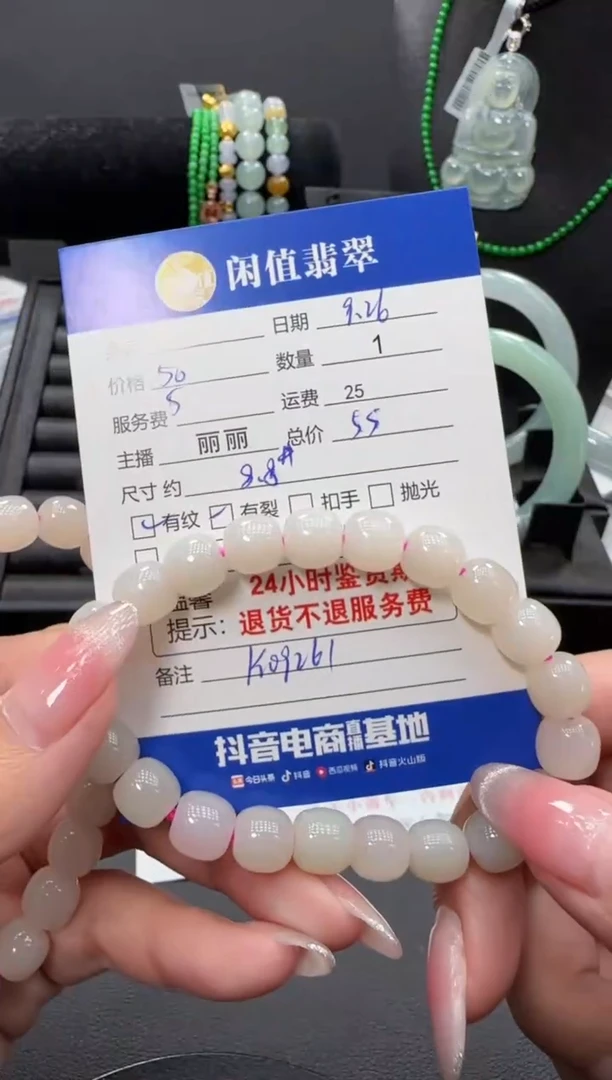 闲值翡翠
日期 9.26
价格 50 数量 1
服务费 5 运费 25
主播 丽丽 总价 55
尺寸 约 8.8#
有纹 有裂 扣手 抛光
温馨 24小时鉴赏期
提示: 退货不退服务费
备注 K09261
抖音电商直播基地
今日头条 抖音 西瓜视频 抖音火山版